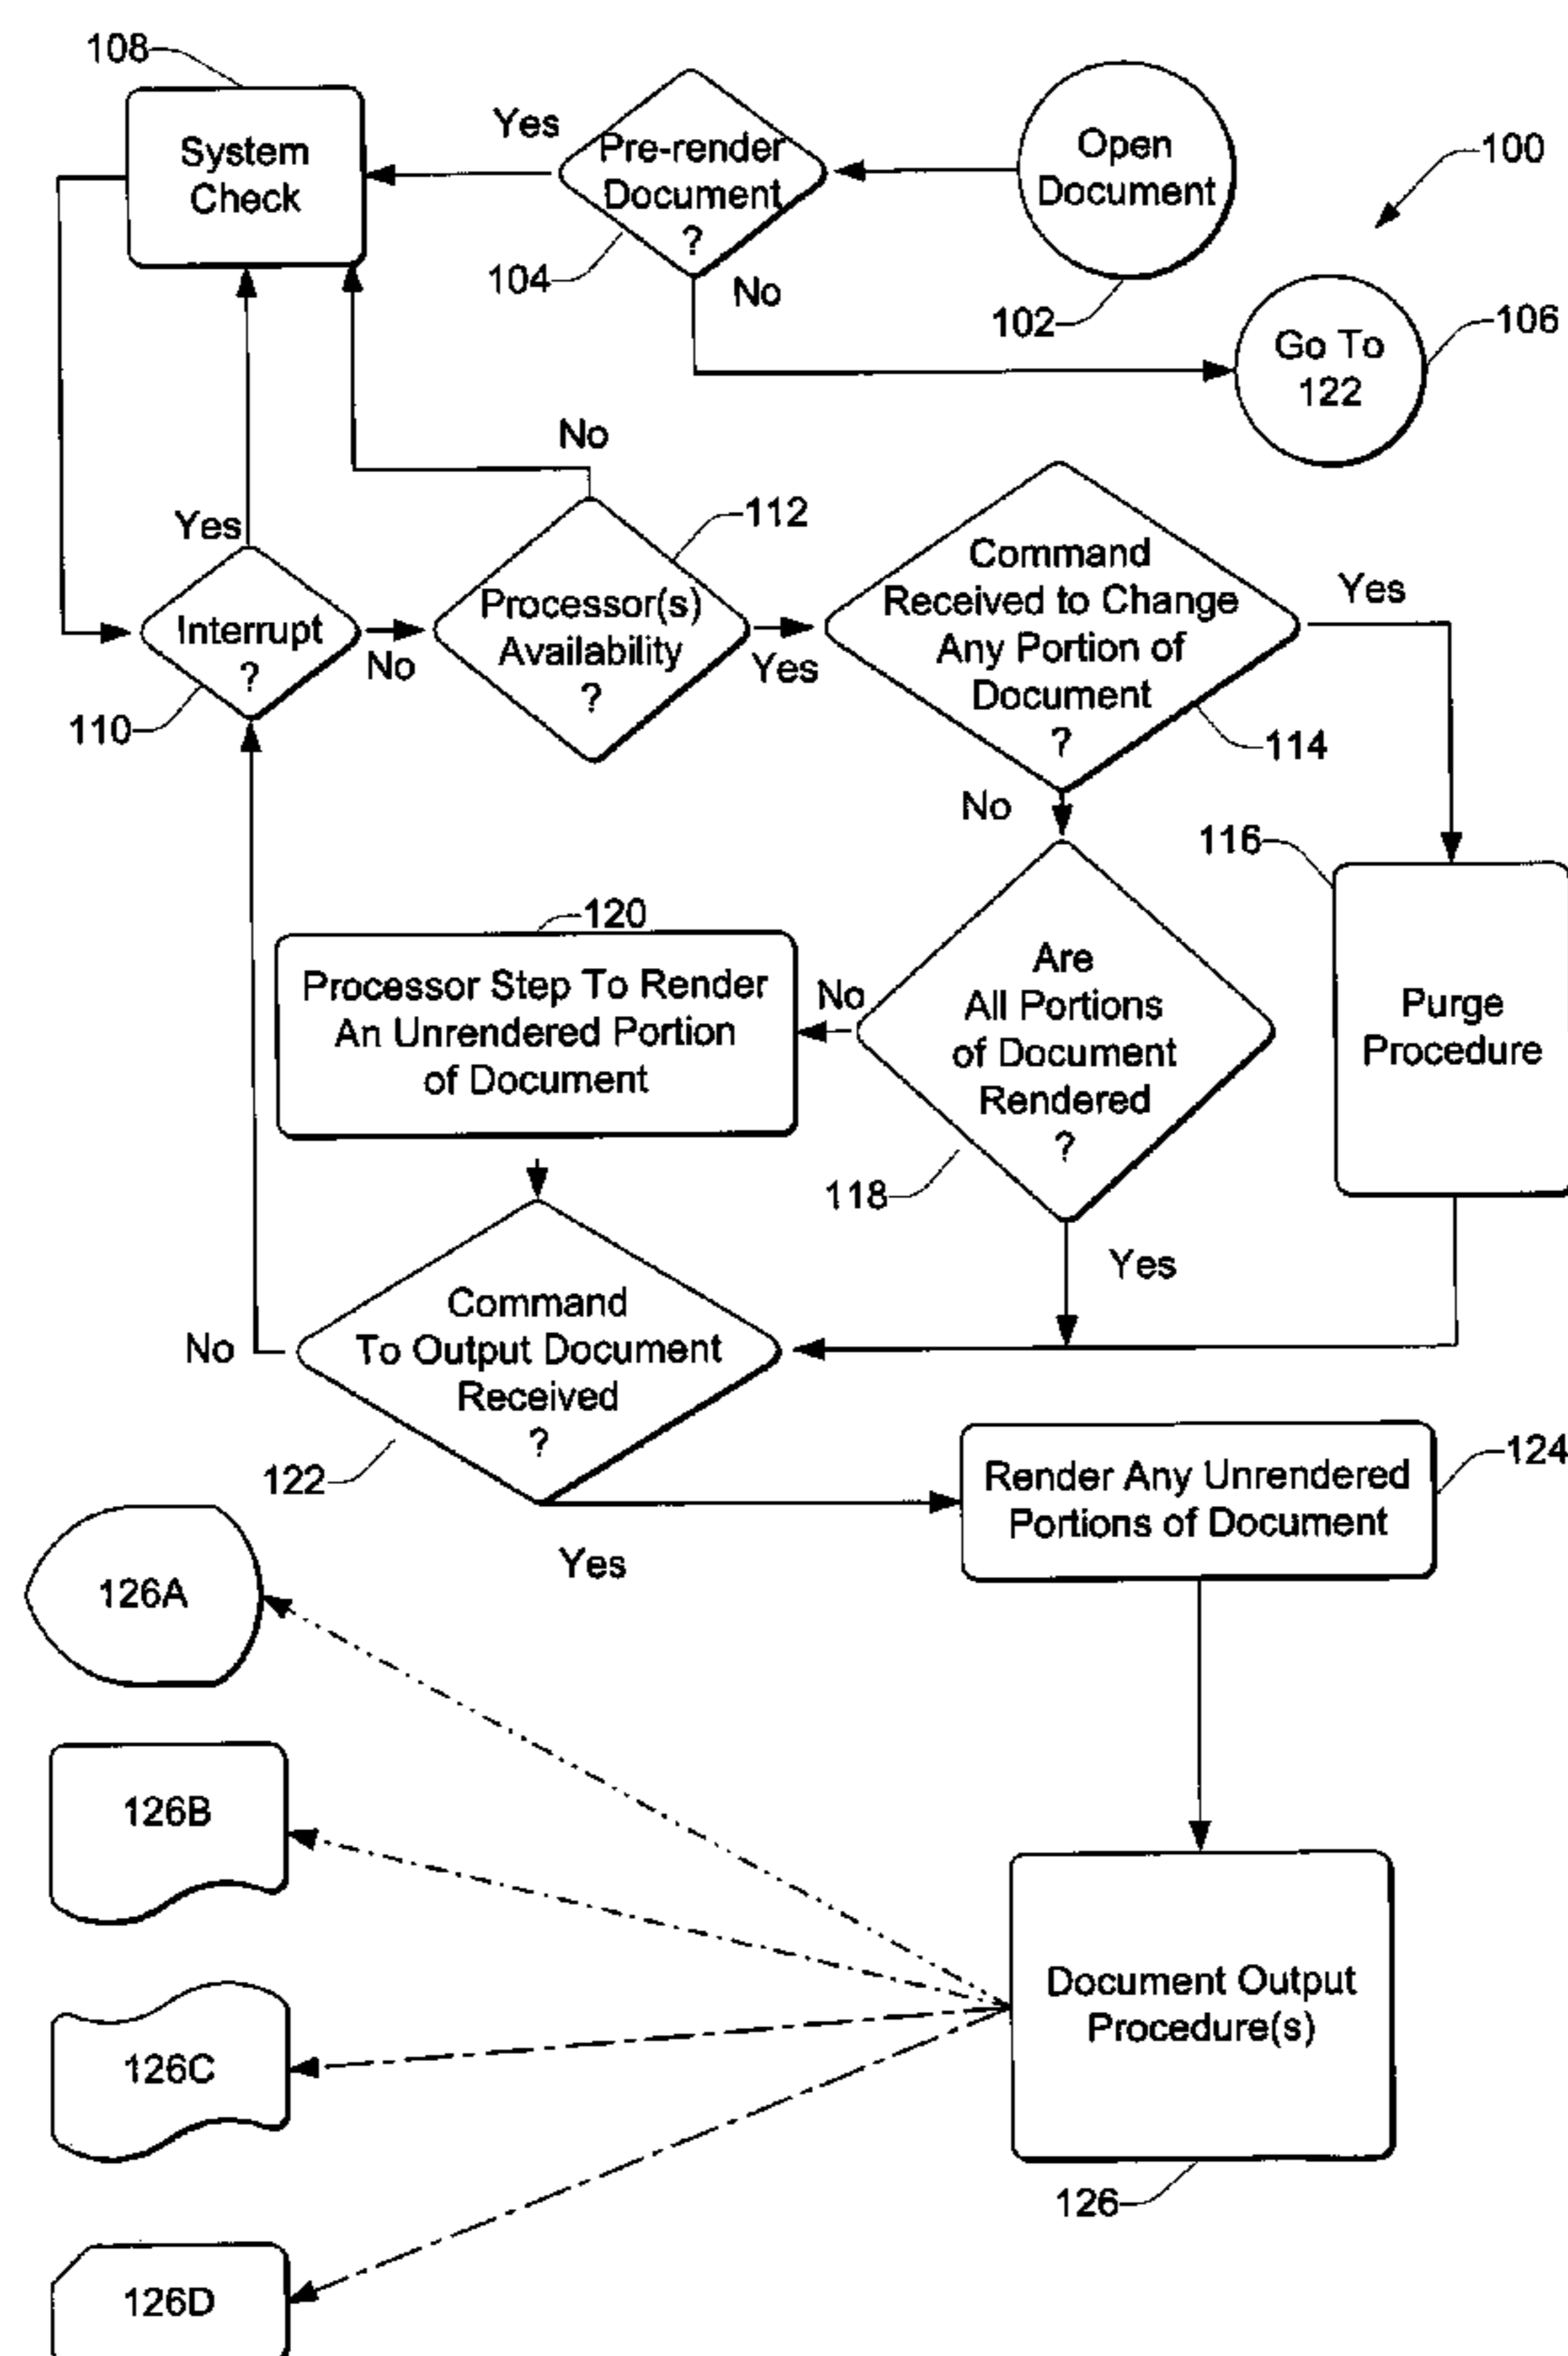 108
System
Check
Yes
Pre-render
Document
?
104
No
Open
Document
102
100
Go To
122
106
No
Yes
Interrupt
?
110
No
112
Processor(s)
Availability
?
Yes
Command
Received to Change
Any Portion of
Document
?
114
Yes
No
116
Purge
Procedure
120
Processor Step To Render
An Unrendered Portion
of Document
No
Are
All Portions
of Document
Rendered
?
118
Yes
Command
To Output Document
Received
?
No
122
Yes
Render Any Unrendered
Portions of Document
124
126A
126B
126C
126D
Document Output
Procedure(s)
126